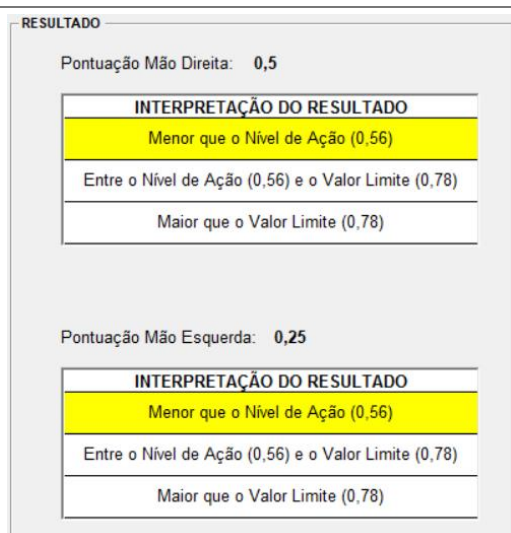 RESULTADO
Pontuação Mão Direita: 0,5
INTERPRETAÇÃO DO RESULTADO
Menor que o Nível de Ação (0,56)
Entre o Nível de Ação (0,56) e o Valor Limite (0,78)
Maior que o Valor Limite (0,78)
Pontuação Mão Esquerda: 0,25
INTERPRETAÇÃO DO RESULTADO
Menor que o Nível de Ação (0,56)
Entre o Nível de Ação (0,56) e o Valor Limite (0,78)
Maior que o Valor Limite (0,78)